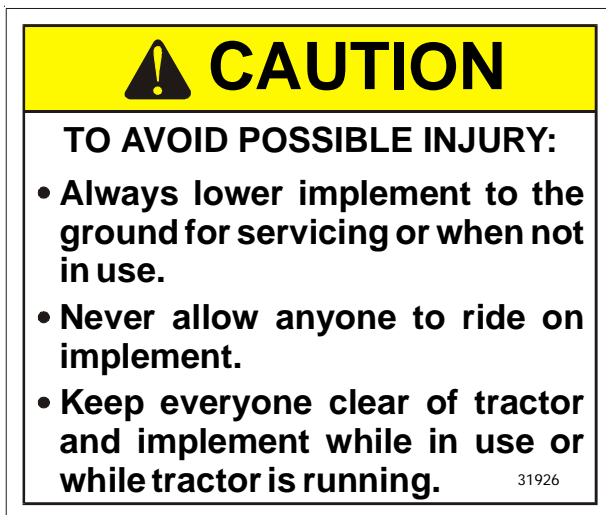 CAUTION
TO AVOID POSSIBLE INJURY:
• Always lower implement to the
ground for servicing or when not
in use.
• Never allow anyone to ride on
implement.
• Keep everyone clear of tractor
and implement while in use or
while tractor is running. 31926